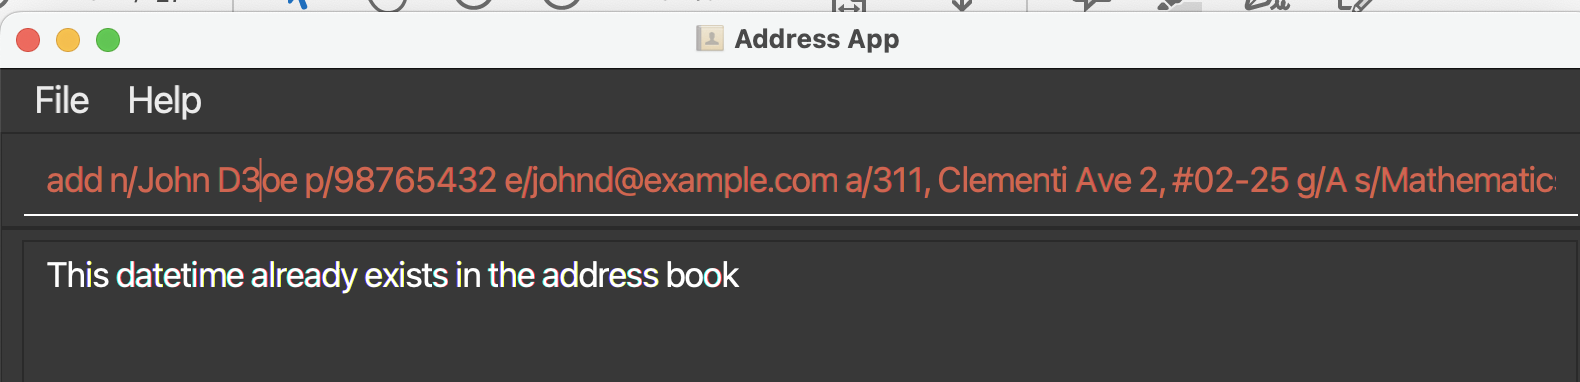 Address App
File Help
add n/John D3oe p/98765432 e/johnd@example.com a/311, Clementi Ave 2, #02-25 g/A s/Mathematics
This datetime already exists in the address book